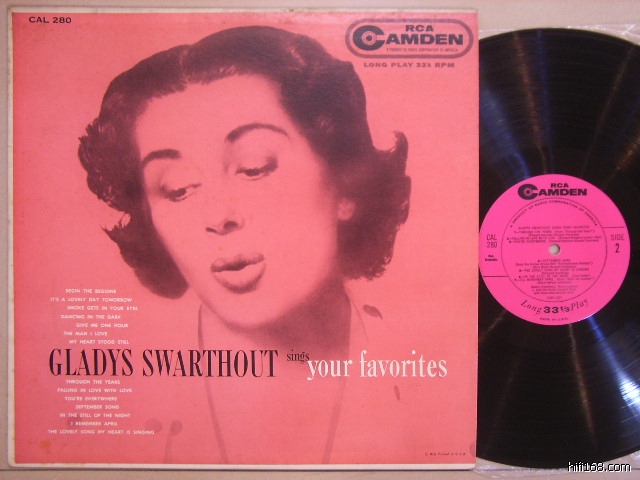 CAL 280
RCA
CAMDEN
LONG PLAY 33⅓ RPM
BEGIN THE BEGUINE
IT'S A LOVELY DAY TOMORROW
SMOKE GETS IN YOUR EYES
DANCING IN THE DARK
GIVE ME ONE HOUR
THE MAN I LOVE
MY HEART STOOD STILL
GLADYS SWARTHOUT sings your favorites
THROUGH THE YEARS
FALLING IN LOVE WITH LOVE
YOU'RE EVERYWHERE
SEPTEMBER SONG
IN THE STILL OF THE NIGHT
I REMEMBER APRIL
THE LOVELY SONG MY HEART IS SINGING
RCA
CAMDEN
CAL
280
SIDE
2
Long 33⅓ Play
hifi168.com